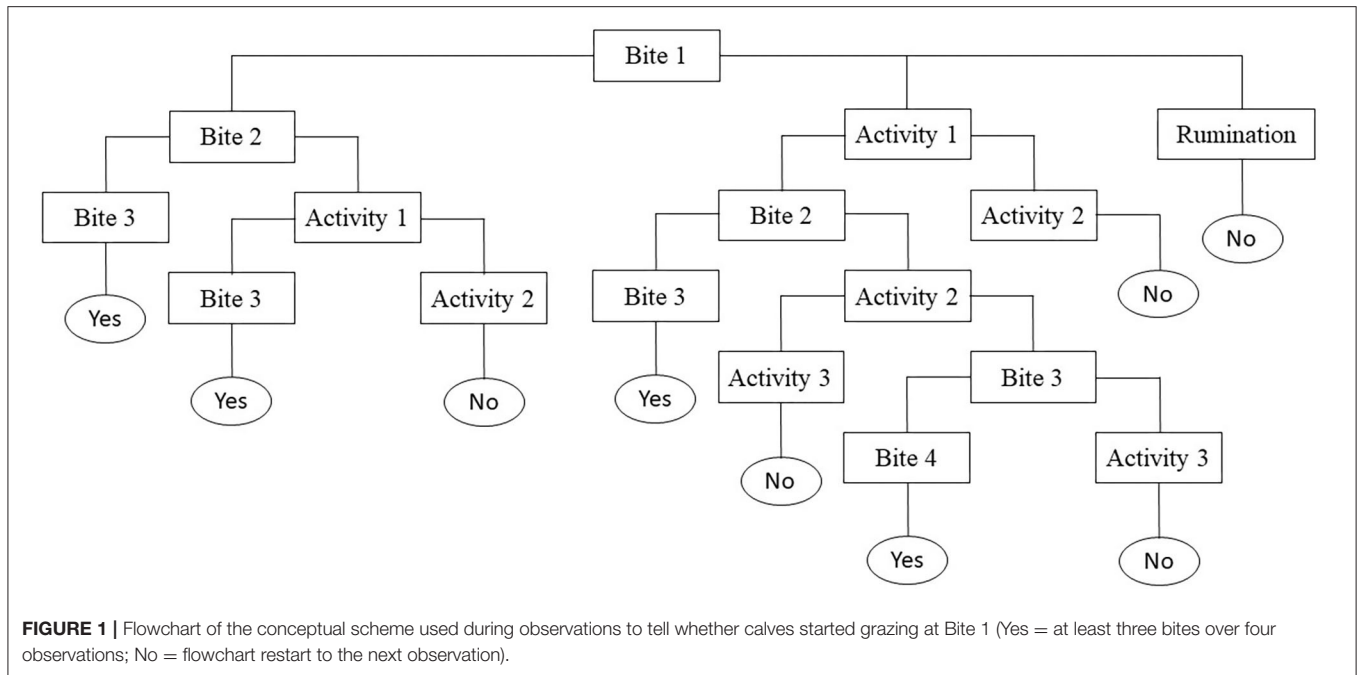 Bite 1
Bite 2
Activity 1
Rumination
Bite 3
Activity 1
Bite 2
Activity 2
No
Yes
Bite 3
Activity 2
Bite 3
Activity 2
No
Yes
No
Yes
Activity 3
Bite 3
No
Bite 4
Activity 3
Yes
No
FIGURE 1 | Flowchart of the conceptual scheme used during observations to tell whether calves started grazing at Bite 1 (Yes = at least three bites over four
observations; No = flowchart restart to the next observation).